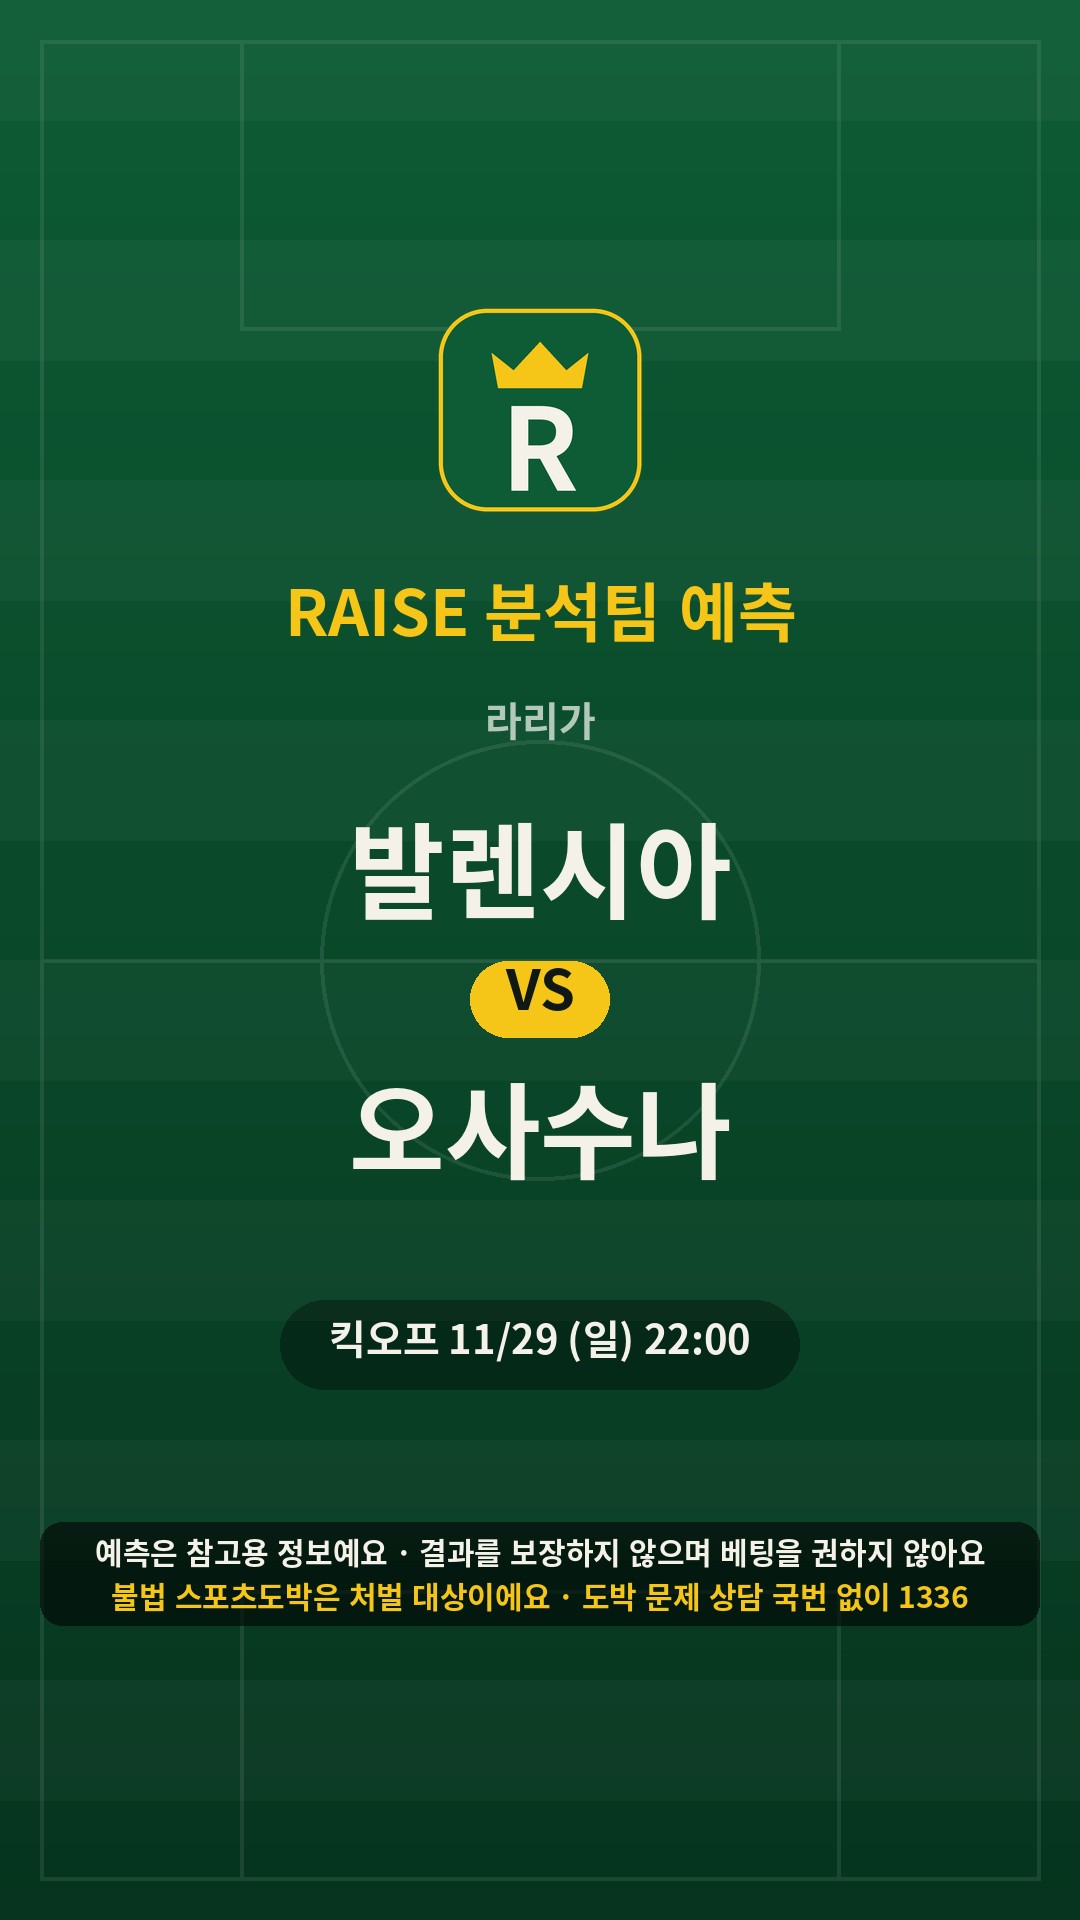 R
RAISE 분석팀 예측
라리가
발렌시아
VS
오사수나
킥오프 11/29 (일) 22:00
예측은 참고용 정보예요 · 결과를 보장하지 않으며 베팅을 권하지 않아요
불법 스포츠도박은 처벌 대상이에요 · 도박 문제 상담 국번 없이 1336